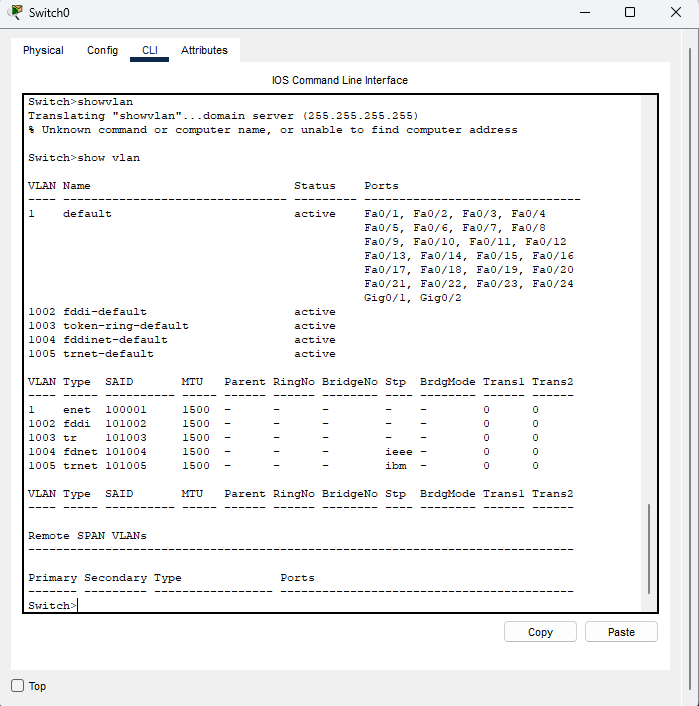 Switch0
Physical Config CLI Attributes
IOS Command Line Interface
Switch>showvlan
Translating "showvlan"...domain server (255.255.255.255)
% Unknown command or computer name, or unable to find computer address
Switch>show vlan
VLAN Name                             Status    Ports
---- -------------------------------- --------- -------------------------------
1    default                          active    Fa0/1, Fa0/2, Fa0/3, Fa0/4
                                                Fa0/5, Fa0/6, Fa0/7, Fa0/8
                                                Fa0/9, Fa0/10, Fa0/11, Fa0/12
                                                Fa0/13, Fa0/14, Fa0/15, Fa0/16
                                                Fa0/17, Fa0/18, Fa0/19, Fa0/20
                                                Fa0/21, Fa0/22, Fa0/23, Fa0/24
                                                Gig0/1, Gig0/2
1002 fddi-default                     active
1003 token-ring-default               active
1004 fddinet-default                  active
1005 trnet-default                    active
VLAN Type  SAID       MTU   Parent RingNo BridgeNo Stp  BrdgMode Trans1 Trans2
---- ----- ---------- ----- ------ ------ -------- ---- -------- ------ ------
1    enet  100001     1500  -      -      -        -    -        0      0
1002 fddi  101002     1500  -      -      -        -    -        0      0
1003 tr    101003     1500  -      -      -        -    -        0      0
1004 fdnet 101004     1500  -      -      -        ieee -        0      0
1005 trnet 101005     1500  -      -      -        ibm  -        0      0
VLAN Type  SAID       MTU   Parent RingNo BridgeNo Stp  BrdgMode Trans1 Trans2
---- ----- ---------- ----- ------ ------ -------- ---- -------- ------ ------
Remote SPAN VLANs
------------------------------------------------------------------------------
Primary Secondary Type              Ports
------- --------- ----------------- ------------------------------------------
Switch>
Copy Paste
Top